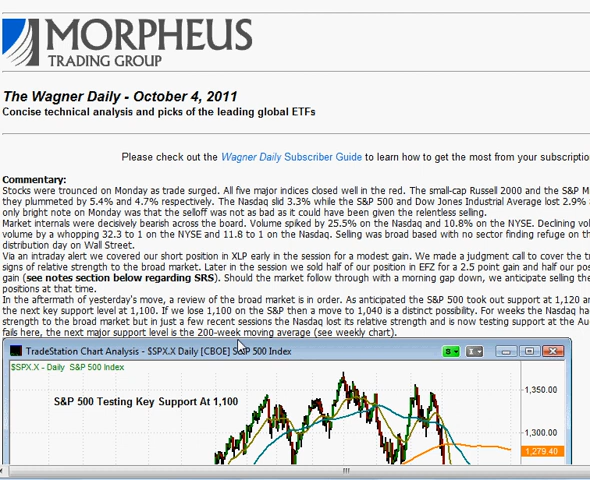 MORPHEUS
TRADING GROUP
The Wagner Daily - October 4, 2011
Concise technical analysis and picks of the leading global ETFs
Please check out the Wagner Daily Subscriber Guide to learn how to get the most from your subscriptio
Commentary:
Stocks were trounced on Monday as trade surged. All five major indices closed well in the red. The small-cap Russell 2000 and the S&P M
they plummeted by 5.4% and 4.7% respectively. The Nasdaq slid 3.3% while the S&P 500 and Dow Jones Industrial Average lost 2.9%
only bright note on Monday was that the selloff was not as bad as it could have been given the relentless selling.
Market internals were decisively bearish across the board. Volume spiked by 25.5% on the Nasdaq and 10.8% on the NYSE. Declining vol
volume by a whopping 32.3 to 1 on the NYSE and 11.8 to 1 on the Nasdaq. Selling was broad based with no sector finding refuge on th
distribution day on Wall Street.
Via an intraday alert we covered our short position in XLP early in the session for a modest gain. We made a judgment call to cover the tr
signs of relative strength to the broad market. Later in the session we sold half of our position in EFZ for a 2.5 point gain and half our pos
gain (see notes section below regarding SRS). Should the market follow through with a morning gap down, we anticipate selling the
positions at that time.
In the aftermath of yesterday's move, a review of the broad market is in order. As anticipated the S&P 500 took out support at 1,120 ar
the next key support level at 1,100. If we lose 1,100 on the S&P then a move to 1,040 is a distinct possibility. For weeks the Nasdaq ha
strength to the broad market but in just a few recent sessions the Nasdaq lost its relative strength and is now testing support at the Au
fails here, the next major support level is the 200-week moving average (see weekly chart).
TradeStation Chart Analysis - $SPX.X Daily [CBOE] S&P 500 Index
$SPX.X - Daily S&P 500 Index
S&P 500 Testing Key Support At 1,100
1,350.00
1,300.00
1,279.40